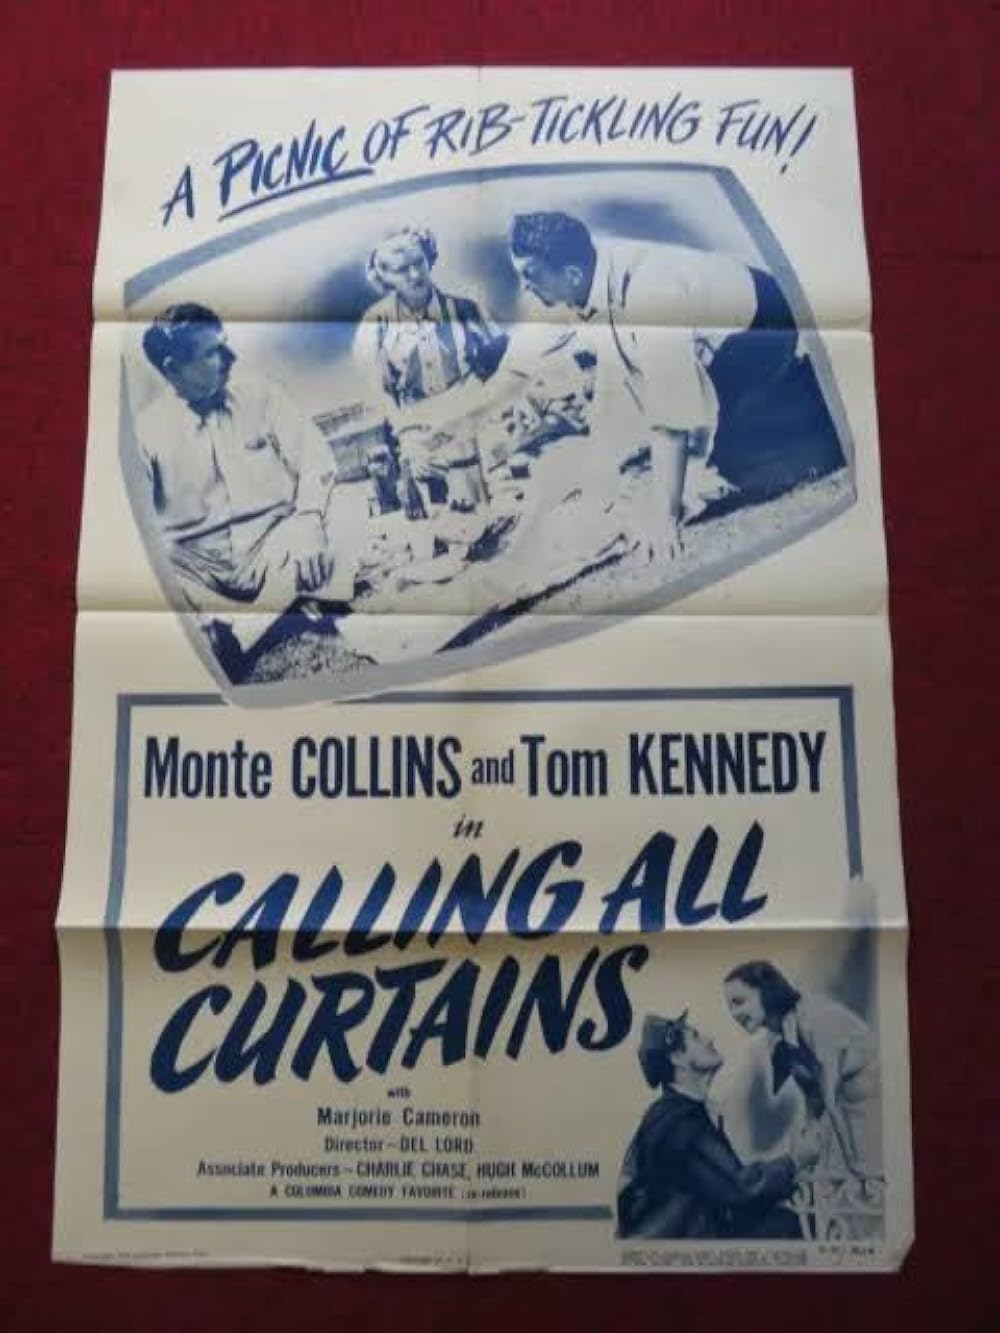 A PICNIC OF RIB-TICKLING FUN!
Monte COLLINS and Tom KENNEDY
in
CALLING ALL
CURTAINS
with
Marjorie Cameron
Director - DEL LORD
Associate Producers - CHARLIE CHASE, HUGH McCOLLUM
A COLUMBIA COMEDY FAVORITE (re-release)